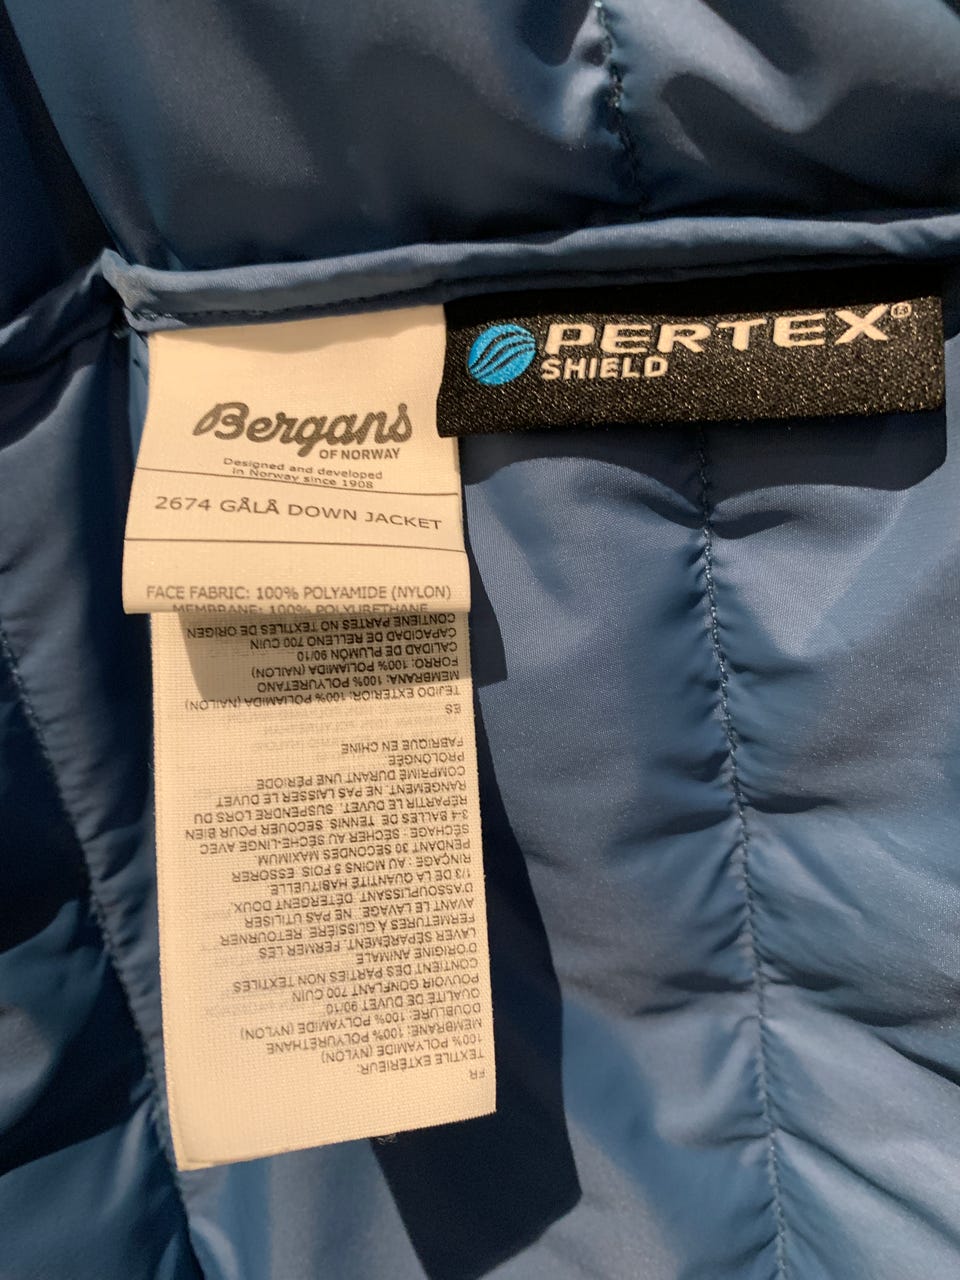 Bergans
OF NORWAY
Designed and developed
in Norway since 1908
2674 GÅLÅ DOWN JACKET
FACE FABRIC: 100% POLYAMIDE (NYLON)
MEMBRANE: 100% POLYURETHANE
PERTEX®
SHIELD
FR
TEXTILE EXTÉRIEUR:
100% POLYAMIDE (NYLON)
MEMBRANE: 100% POLYURÉTHANE
DOUBLURE: 100% POLYAMIDE (NYLON)
QUALITÉ DE DUVET 90/10
POUVOIR GONFLANT 700 CUIN
CONTIENT DES PARTIES NON TEXTILES
D'ORIGINE ANIMALE
LAVER SÉPARÉMENT. FERMER LES
FERMETURES À GLISSIÈRE. RETOURNER
AVANT LE LAVAGE. NE PAS UTILISER
D'ASSOUPLISSANT. DÉTERGENT DOUX.
1/3 DE LA QUANTITÉ HABITUELLE.
RINÇAGE : AU MOINS 5 FOIS. ESSORER
PENDANT 30 SECONDES MAXIMUM.
SÉCHAGE : SÉCHER AU SÈCHE-LINGE AVEC
3-4 BALLES DE TENNIS. SECOUER POUR BIEN
RÉPARTIR LE DUVET. SUSPENDRE LORS DU
RANGEMENT. NE PAS LAISSER LE DUVET
COMPRIMÉ DURANT UNE PÉRIODE
PROLONGÉE
FABRIQUÉ EN CHINE
ES
TEJIDO EXTERIOR: 100% POLIAMIDA (NAILON)
MEMBRANA: 100% POLYURETANO
FORRO: 100% POLIAMIDA (NAILON)
CALIDAD DE PLUMÓN 90/10
CAPACIDAD DE RELLENO 700 CUIN
CONTIENE PARTES NO TEXTILES DE ORIGEN